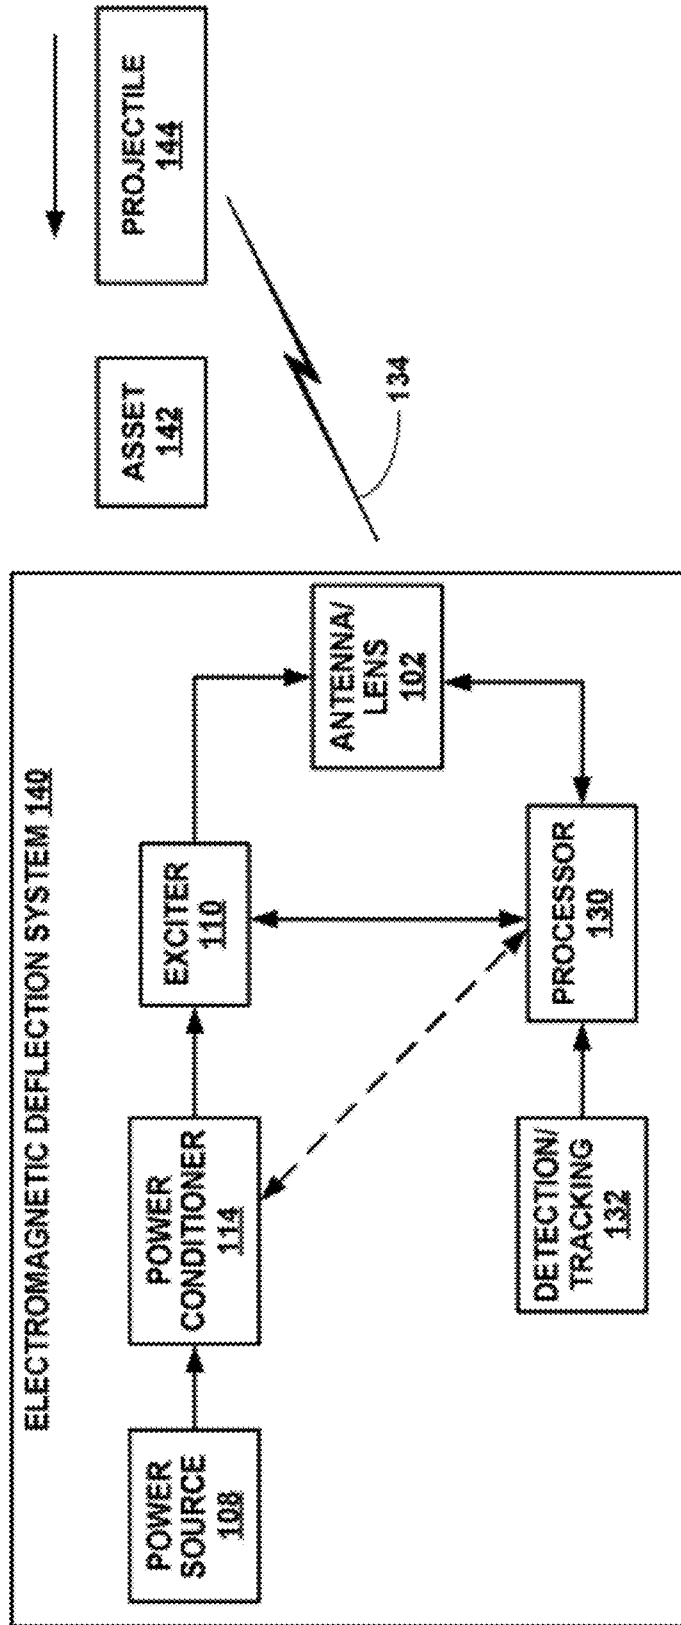 ELECTROMAGNETIC DEFLECTION SYSTEM 140
POWER
SOURCE
108
POWER
CONDITIONER
114
EXCITER
110
ANTENNA/
LENS
102
DETECTION/
TRACKING
132
PROCESSOR
130
134
ASSET
142
PROJECTILE
144